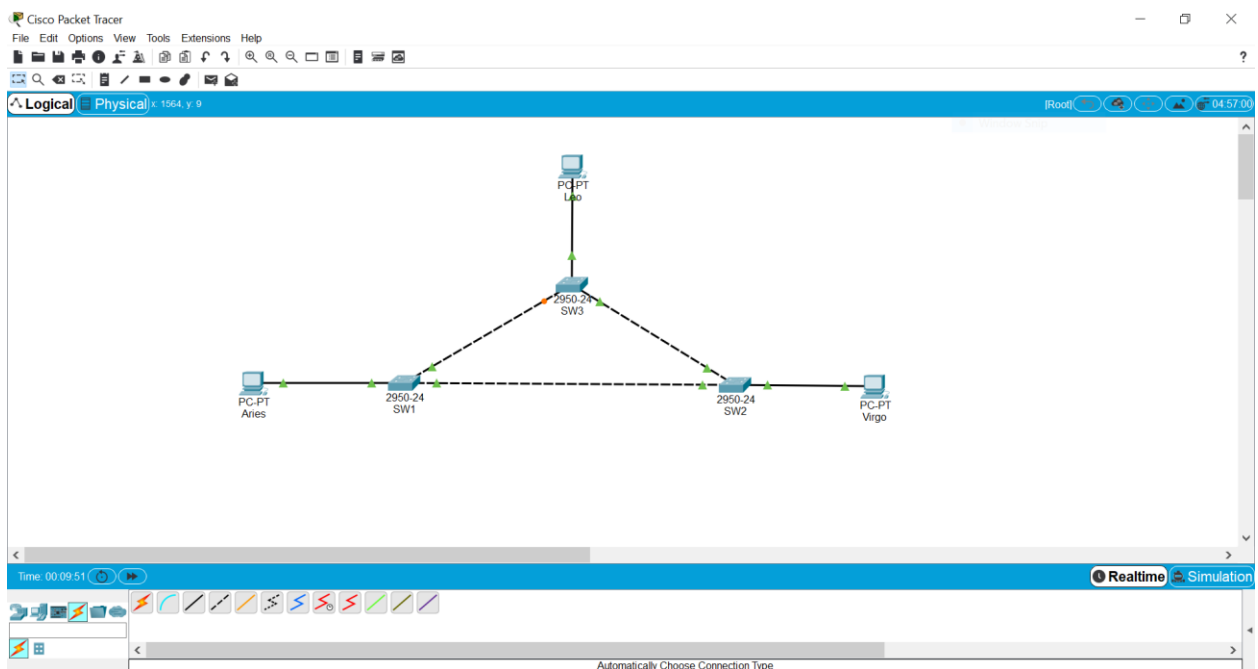 Cisco Packet Tracer
File Edit Options View Tools Extensions Help
?
Logical Physical x: 1564, y: 9
[Root] 04:57:00
PC-PT
Leo
2950-24
SW3
PC-PT
Aries
2950-24
SW1
2950-24
SW2
PC-PT
Virgo
Time: 00:09:51
Realtime Simulation
Automatically Choose Connection Type